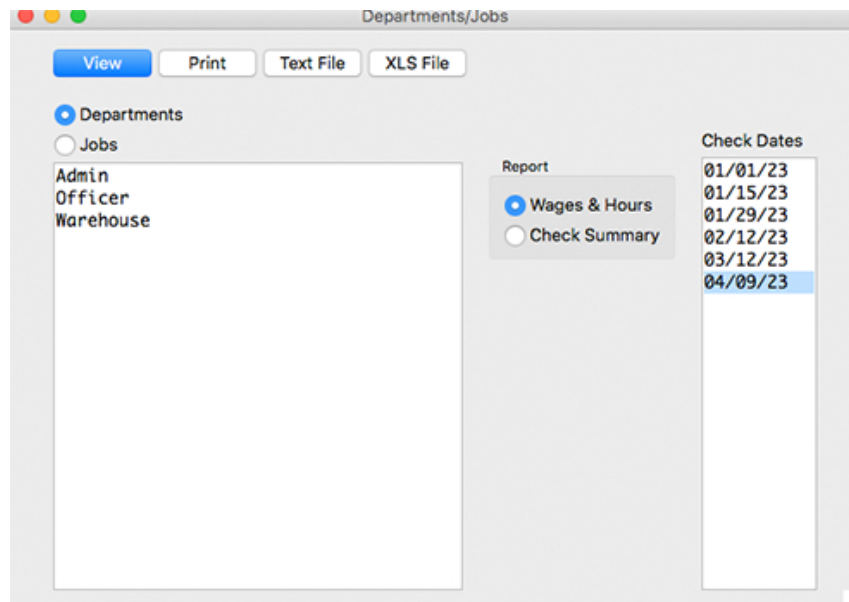 Departments/Jobs
View Print Text File XLS File
Departments
Jobs
Admin
Officer
Warehouse
Report
Wages & Hours
Check Summary
Check Dates
01/01/23
01/15/23
01/29/23
02/12/23
03/12/23
04/09/23